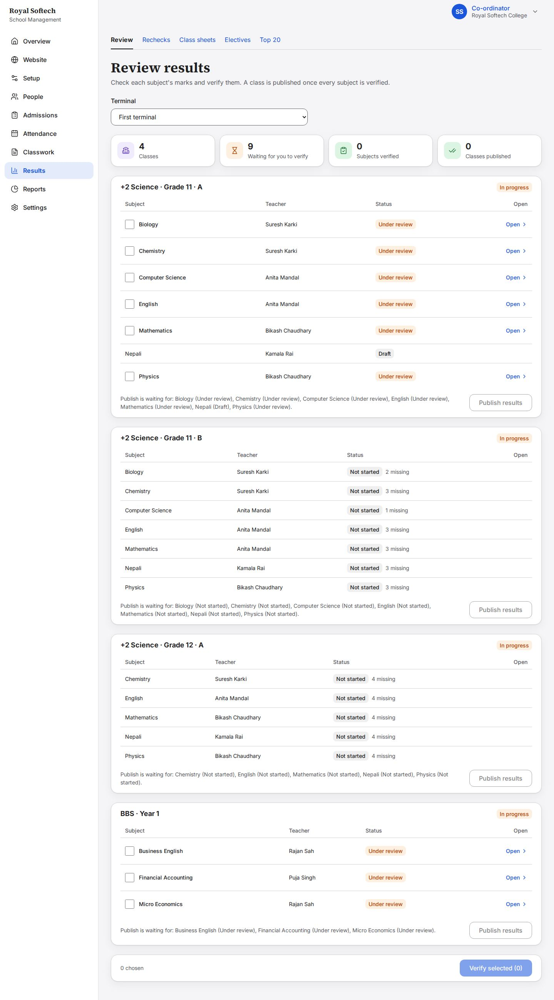 Royal Softech
School Management
SS
Co-ordinator
Royal Softech College
Overview
Website
Setup
People
Admissions
Attendance
Classwork
Results
Reports
Settings
Review Rechecks Class sheets Electives Top 20
Review results
Check each subject's marks and verify them. A class is published once every subject is verified.
Terminal
First terminal
4
Classes
9
Waiting for you to verify
0
Subjects verified
0
Classes published
+2 Science · Grade 11 · A In progress
Subject Teacher Status Open
Biology Suresh Karki Under review Open
Chemistry Suresh Karki Under review Open
Computer Science Anita Mandal Under review Open
English Anita Mandal Under review Open
Mathematics Bikash Chaudhary Under review Open
Nepali Kamala Rai Draft
Physics Bikash Chaudhary Under review Open
Publish is waiting for: Biology (Under review), Chemistry (Under review), Computer Science (Under review), English (Under review),
Mathematics (Under review), Nepali (Draft), Physics (Under review).
Publish results
+2 Science · Grade 11 · B In progress
Subject Teacher Status Open
Biology Suresh Karki Not started 2 missing
Chemistry Suresh Karki Not started 3 missing
Computer Science Anita Mandal Not started 1 missing
English Anita Mandal Not started 3 missing
Mathematics Anita Mandal Not started 3 missing
Nepali Kamala Rai Not started 3 missing
Physics Bikash Chaudhary Not started 3 missing
Publish is waiting for: Biology (Not started), Chemistry (Not started), Computer Science (Not started), English (Not started),
Mathematics (Not started), Nepali (Not started), Physics (Not started).
Publish results
+2 Science · Grade 12 · A In progress
Subject Teacher Status Open
Chemistry Suresh Karki Not started 4 missing
English Anita Mandal Not started 4 missing
Mathematics Bikash Chaudhary Not started 4 missing
Nepali Kamala Rai Not started 4 missing
Physics Bikash Chaudhary Not started 4 missing
Publish is waiting for: Chemistry (Not started), English (Not started), Mathematics (Not started), Nepali (Not started), Physics (Not
started).
Publish results
BBS · Year 1 In progress
Subject Teacher Status Open
Business English Rajan Sah Under review Open
Financial Accounting Puja Singh Under review Open
Micro Economics Rajan Sah Under review Open
Publish is waiting for: Business English (Under review), Financial Accounting (Under review), Micro Economics (Under review).
Publish results
0 chosen
Verify selected (0)